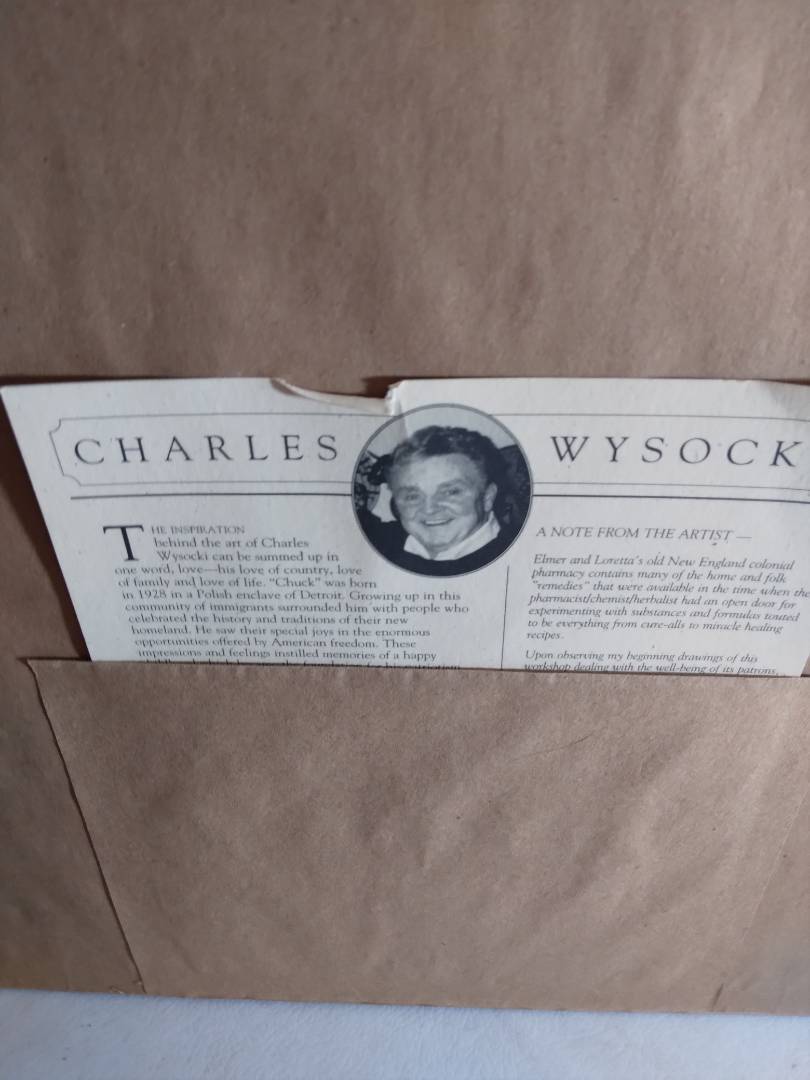 CHARLES WYSOCK
THE INSPIRATION
behind the art of Charles
Wysocki can be summed up in
one word, love—his love of country, love
of family and love of life. "Chuck" was born
in 1928 in a Polish enclave of Detroit. Growing up in this
community of immigrants surrounded him with people who
celebrated the history and traditions of their new
homeland. He saw their special joys in the enormous
opportunities offered by American freedom. These
impressions and feelings instilled memories of a happy
A NOTE FROM THE ARTIST —
Elmer and Loretta's old New England colonial
pharmacy contains many of the home and folk
"remedies" that were available in the time when the
pharmacist/chemist/herbalist had an open door for
experimenting with substances and formulas touted
to be everything from cure-alls to miracle healing
recipes.
Upon observing my beginning drawings of this
workshop dealing with the well-being of its patrons,